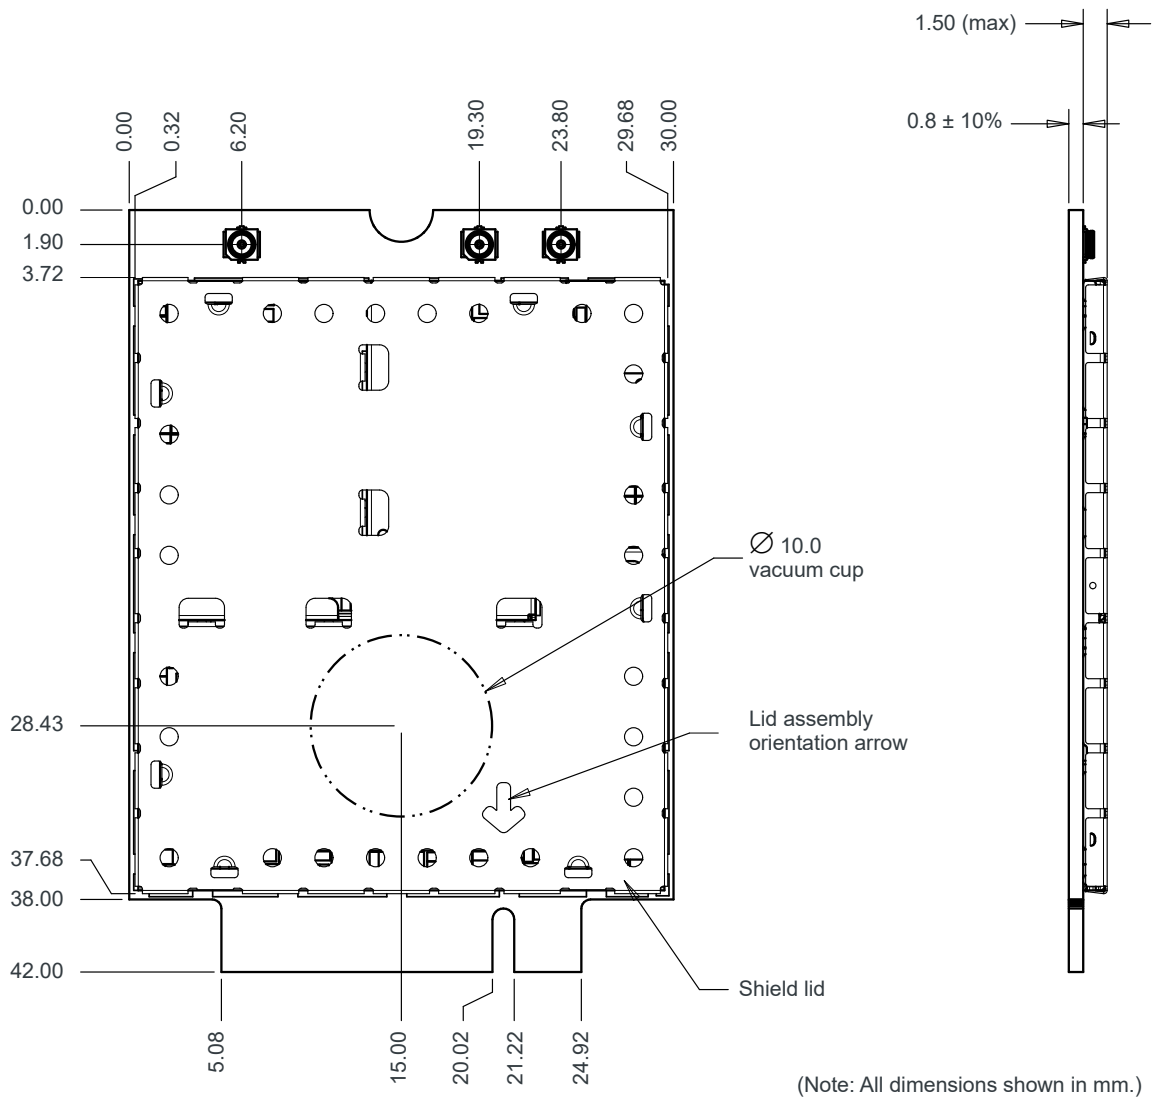 1.50 (max)
0.8 ± 10%
0.00
0.32
6.20
19.30
23.80
29.68
30.00
0.00
1.90
3.72
Ø 10.0
vacuum cup
28.43
Lid assembly
orientation arrow
37.68
38.00
42.00
Shield lid
5.08
15.00
20.02
21.22
24.92
(Note: All dimensions shown in mm.)